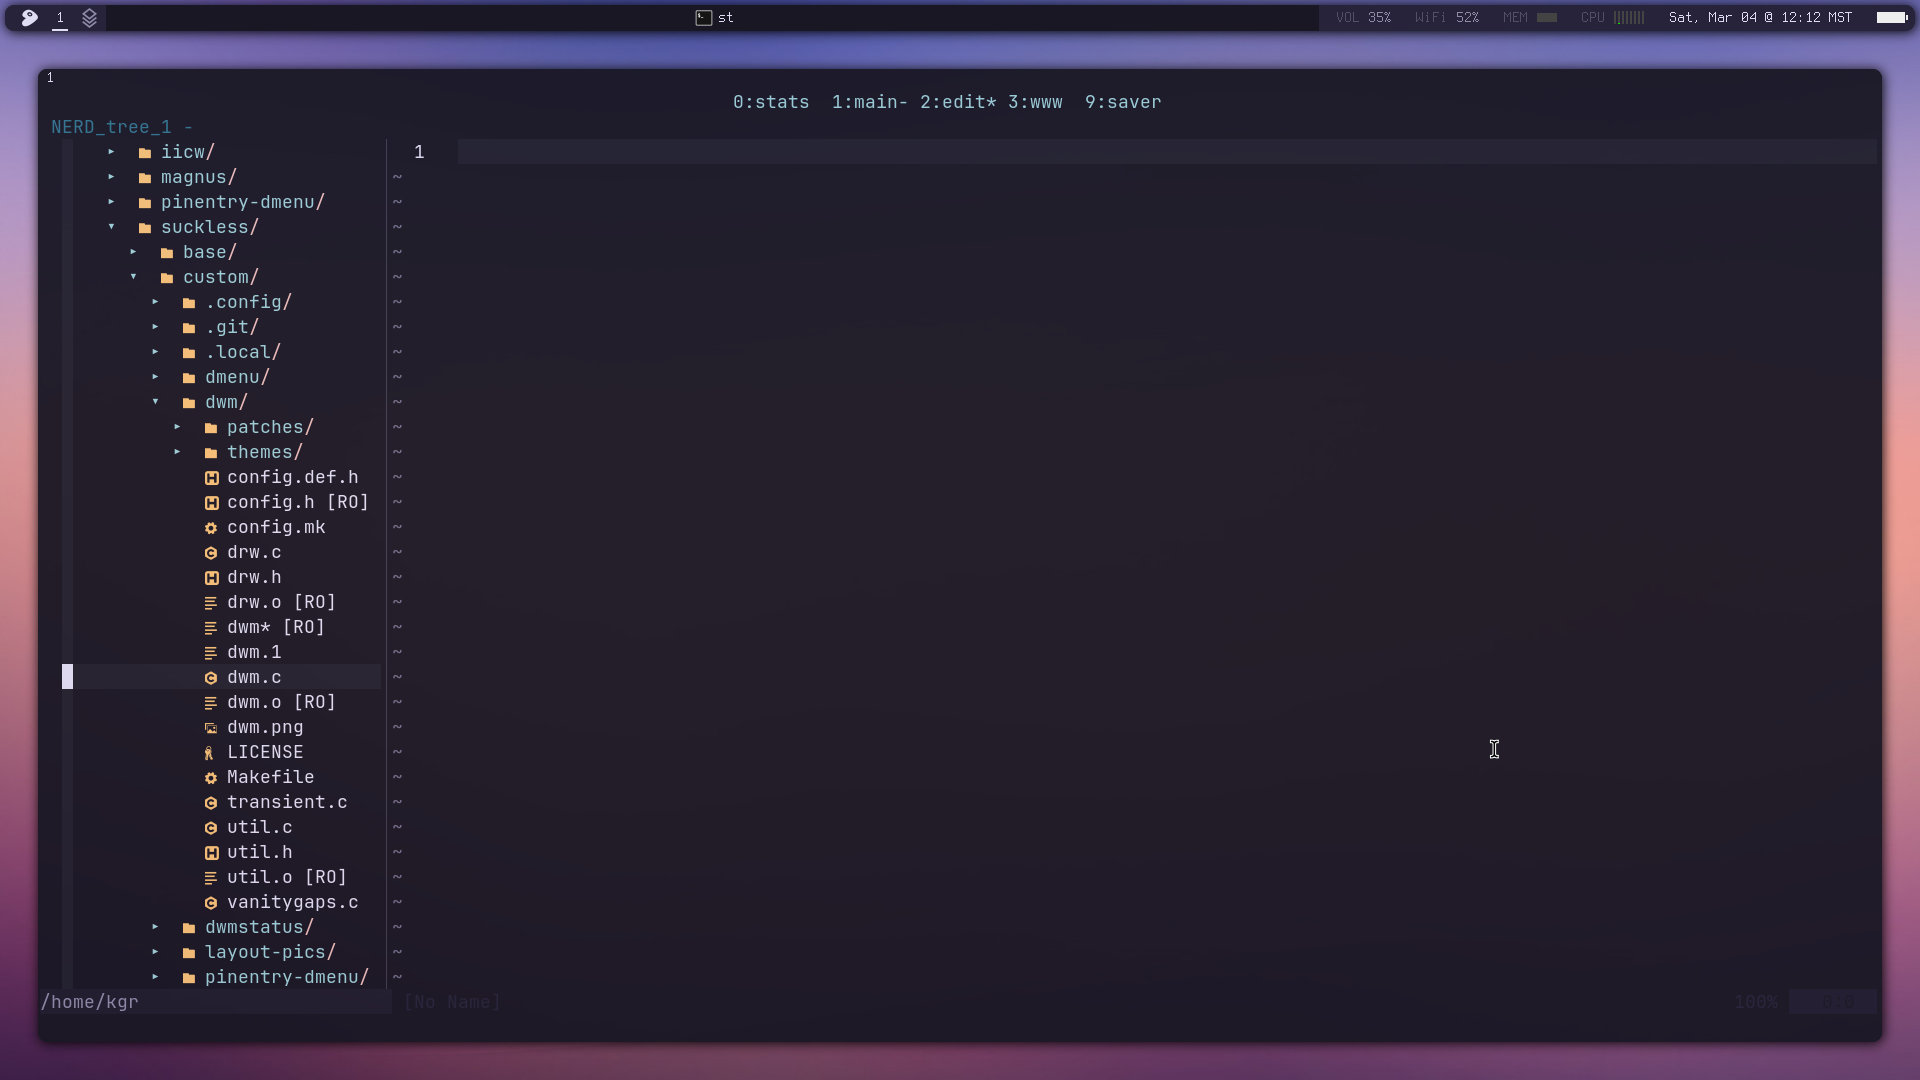 1 st VOL 35% WiFi 52% MEM CPU Sat, Mar 04 @ 12:12 MST
1
0:stats 1:main- 2:edit* 3:www 9:saver
NERD_tree_1 -
▸ iicw/ 1
▸ magnus/ ~
▸ pinentry-dmenu/ ~
▾ suckless/ ~
▸ base/ ~
▾ custom/ ~
▸ .config/ ~
▸ .git/ ~
▸ .local/ ~
▸ dmenu/ ~
▾ dwm/ ~
▸ patches/ ~
▸ themes/ ~
config.def.h ~
config.h [RO] ~
config.mk ~
drw.c ~
drw.h ~
drw.o [RO] ~
dwm* [RO] ~
dwm.1 ~
dwm.c ~
dwm.o [RO] ~
dwm.png ~
LICENSE ~
Makefile ~
transient.c ~
util.c ~
util.h ~
util.o [RO] ~
vanitygaps.c ~
▸ dwmstatus/ ~
▸ layout-pics/ ~
▸ pinentry-dmenu/ ~
/home/kgr [No Name] 100%